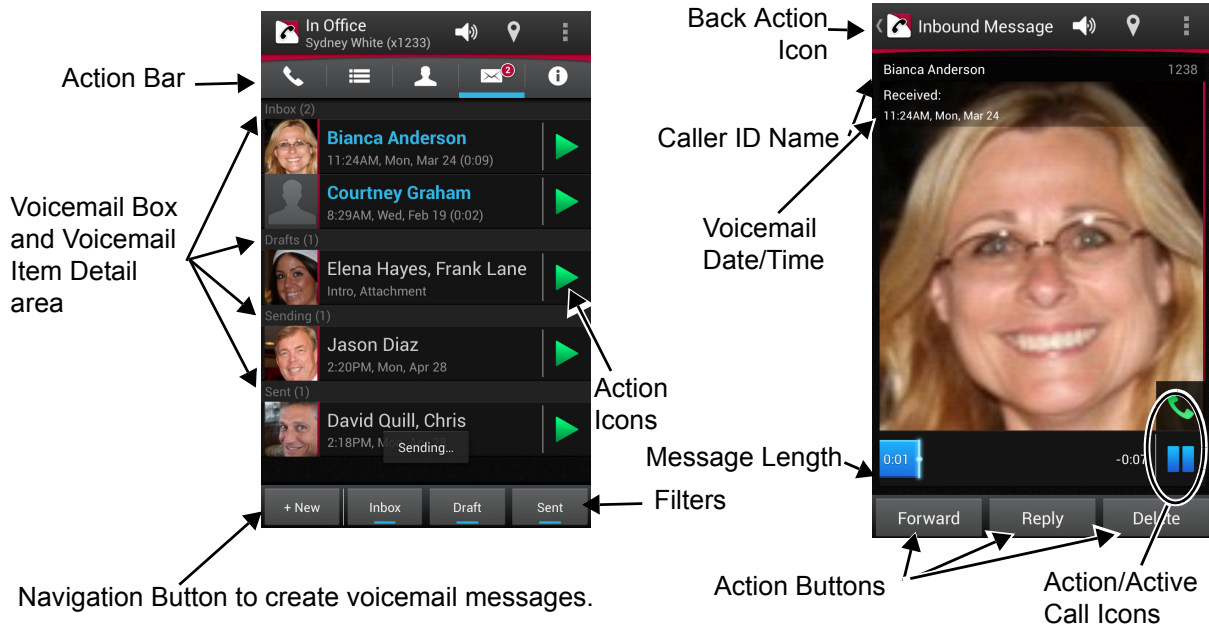 In Office
Sydney White (x1233)
Action Bar
2
Inbox (2)
Bianca Anderson
11:24AM, Mon, Mar 24 (0:09)
Courtney Graham
8:29AM, Wed, Feb 19 (0:02)
Voicemail Box
and Voicemail
Item Detail
area
Drafts (1)
Elena Hayes, Frank Lane
Intro, Attachment
Sending (1)
Jason Diaz
2:20PM, Mon, Apr 28
Sent (1)
David Quill, Chris
2:18PM, M
Sending...
Action
Icons
+ New
Inbox
Draft
Sent
Filters
Navigation Button to create voicemail messages.
Back Action
Icon
Inbound Message
Bianca Anderson
1238
Received:
11:24AM, Mon, Mar 24
Caller ID Name
Voicemail
Date/Time
Message Length
0:01
-0:07
Forward
Reply
Delete
Action Buttons
Action/Active
Call Icons